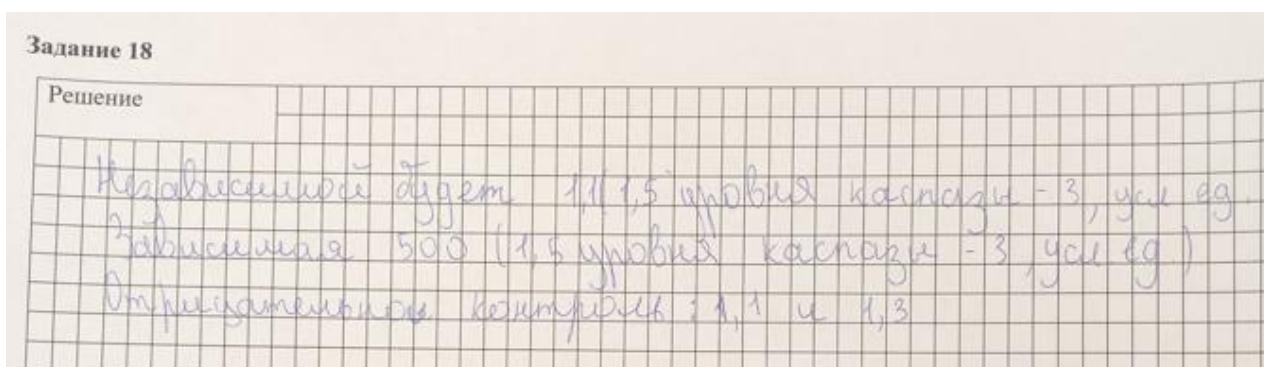 Задание 18
Решение
Независимой будет 1,1(1,5 уровня каспазы - 3, усл ед.
Зависимая 500 (1,5 уровня каспазы - 3, усл ед.)
Отрицательной контроль: 1,1 и 1,3